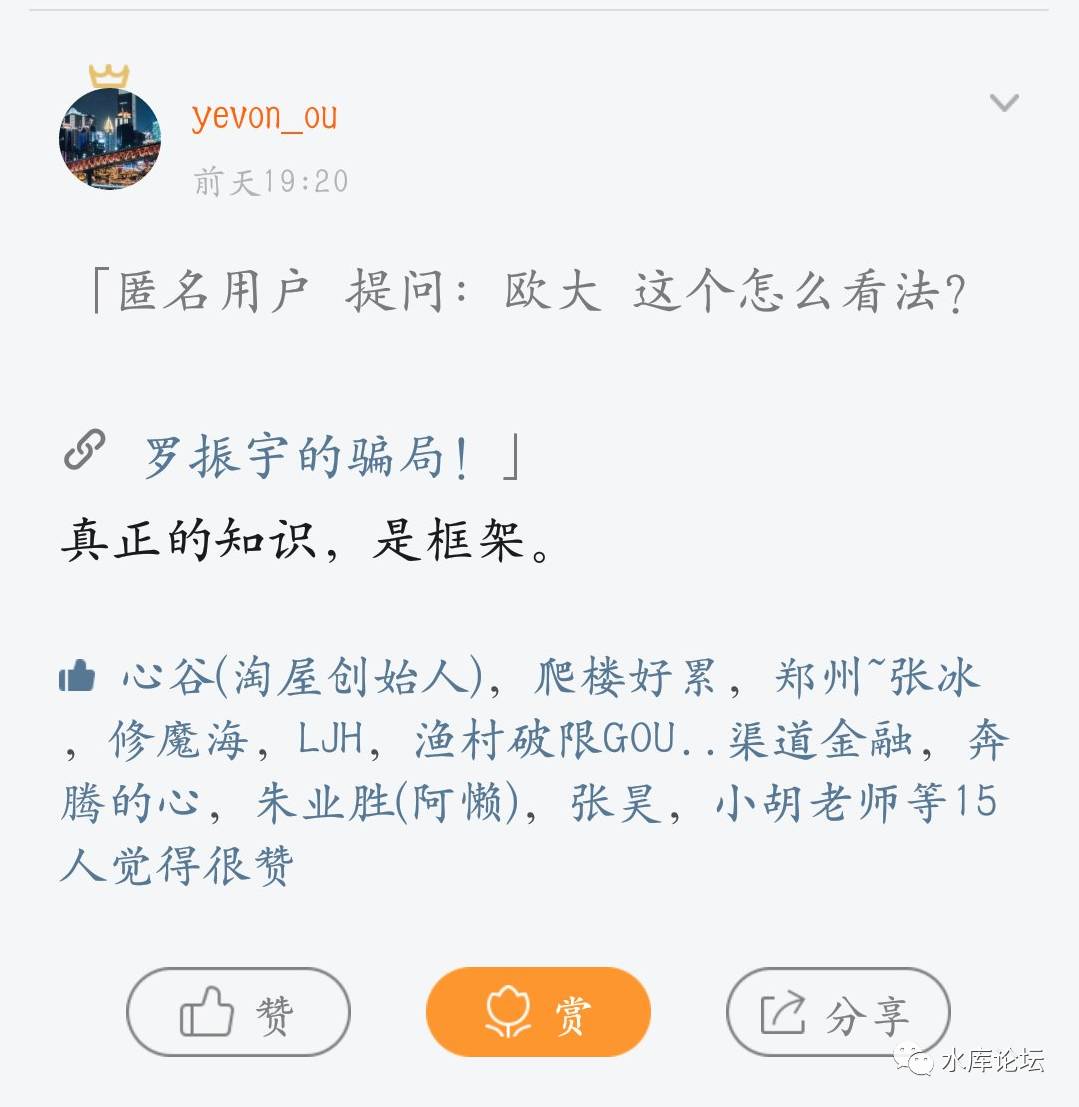 yevon_ou
前天19:20
「匿名用户 提问：欧大 这个怎么看法？
罗振宇的骗局！」
真正的知识，是框架。
心谷(淘屋创始人)，爬楼好累，郑州~张冰
，修魔海，LJH，渔村破限GOU..渠道金融，奔
腾的心，朱业胜(阿懒)，张昊，小胡老师等15
人觉得很赞
赞
赏
分享
水库论坛